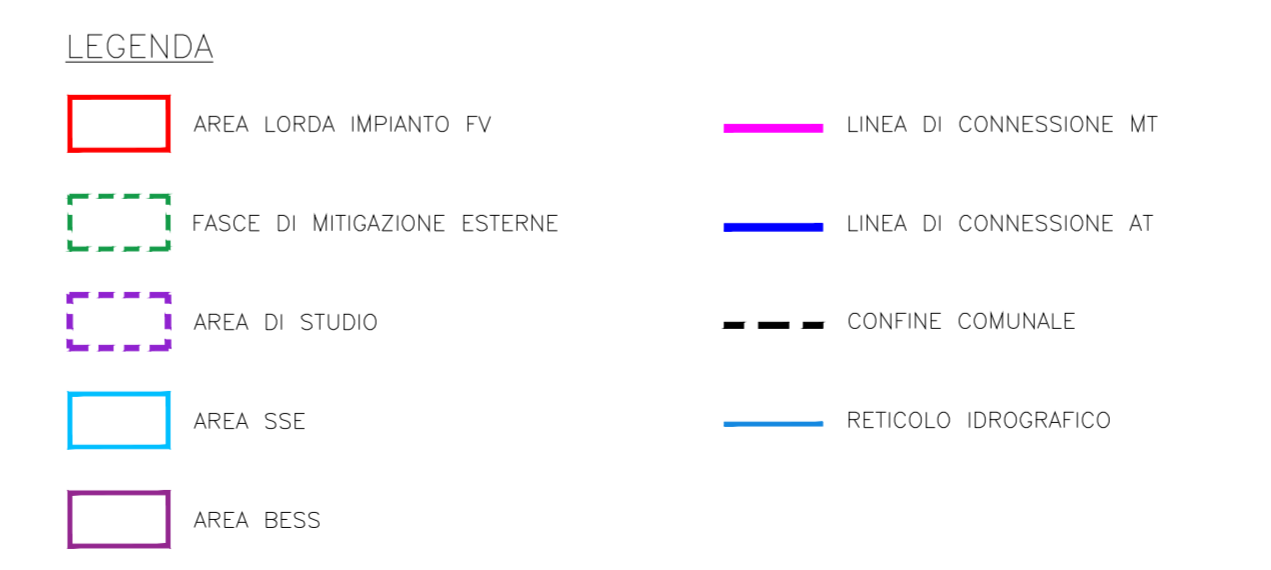 LEGENDA
AREA LORDA IMPIANTO FV
FASCE DI MITIGAZIONE ESTERNE
AREA DI STUDIO
AREA SSE
AREA BESS
LINEA DI CONNESSIONE MT
LINEA DI CONNESSIONE AT
CONFINE COMUNALE
RETICOLO IDROGRAFICO